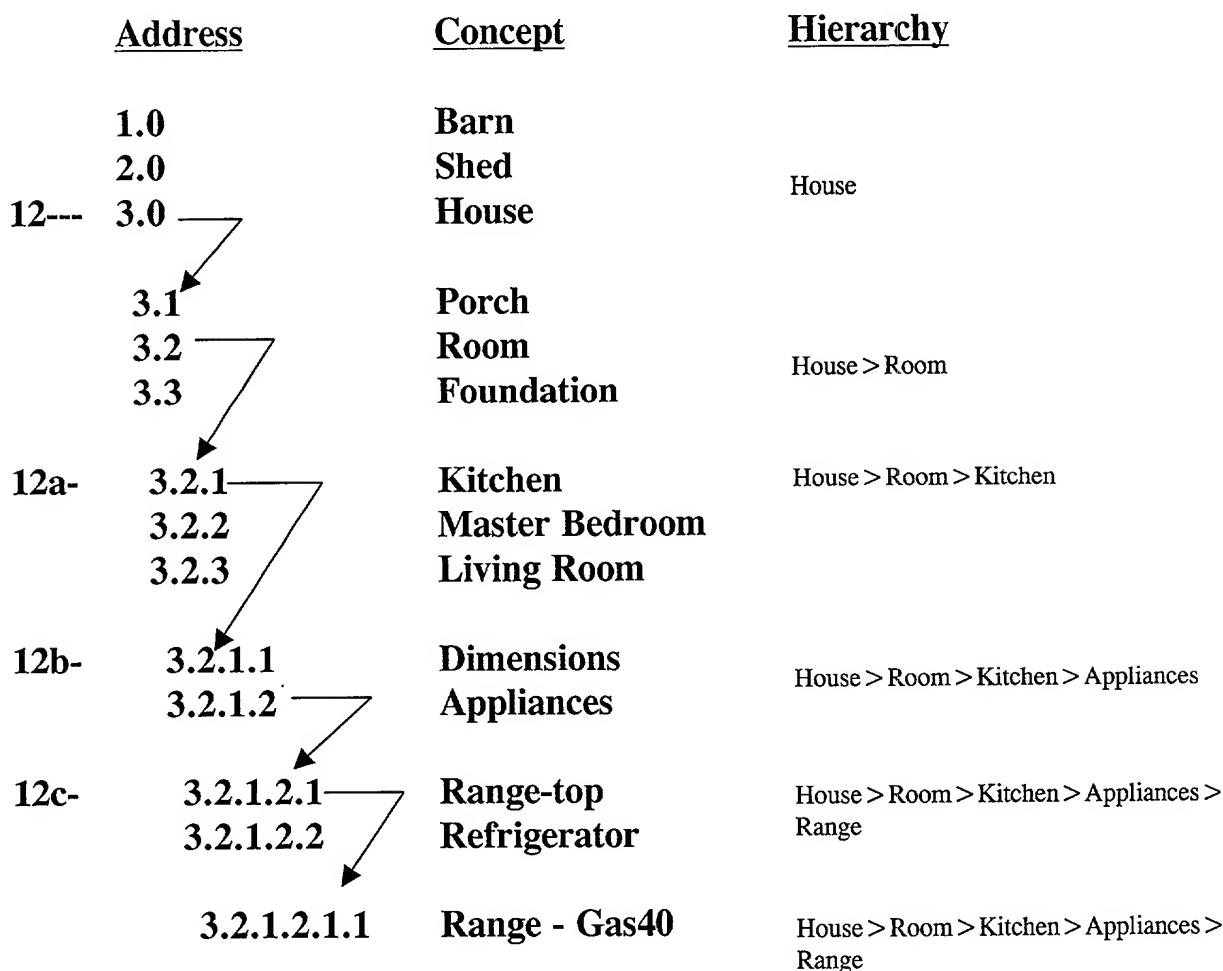 Address Concept Hierarchy
1.0 Barn
2.0 Shed
House
12--- 3.0 House
3.1 Porch
3.2 Room
House > Room
3.3 Foundation
12a- 3.2.1 Kitchen House > Room > Kitchen
3.2.2 Master Bedroom
3.2.3 Living Room
12b- 3.2.1.1 Dimensions House > Room > Kitchen > Appliances
3.2.1.2 Appliances
12c- 3.2.1.2.1 Range-top House > Room > Kitchen > Appliances >
3.2.1.2.2 Refrigerator Range
3.2.1.2.1.1 Range - Gas40 House > Room > Kitchen > Appliances >
Range